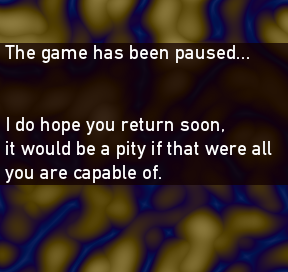 The game has been paused...
I do hope you return soon,
it would be a pity if that were all
you are capable of.